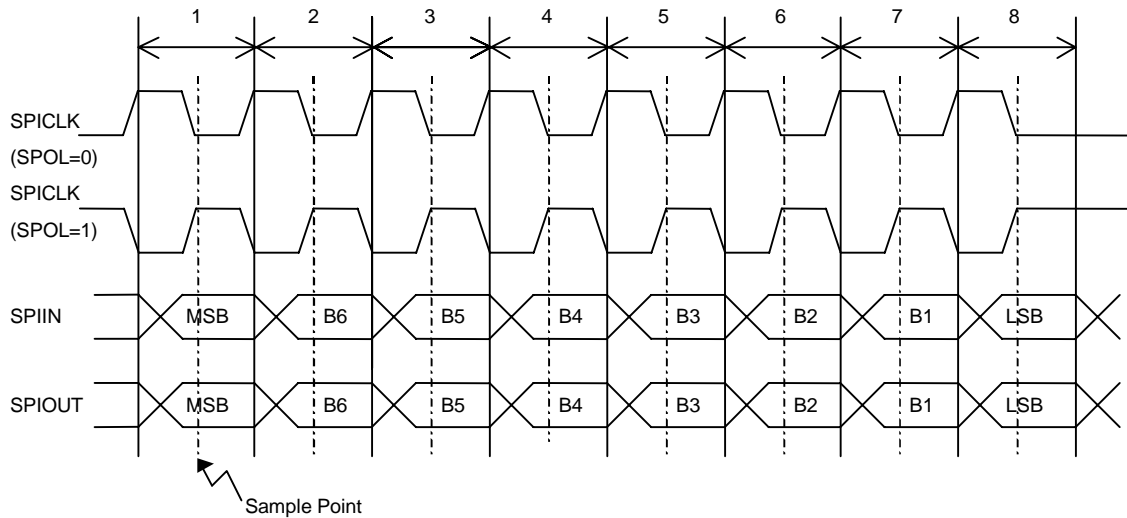 1 2 3 4 5 6 7 8
SPICLK
(SPOL=0)
SPICLK
(SPOL=1)
SPIIN MSB B6 B5 B4 B3 B2 B1 LSB
SPIOUT MSB B6 B5 B4 B3 B2 B1 LSB
Sample Point